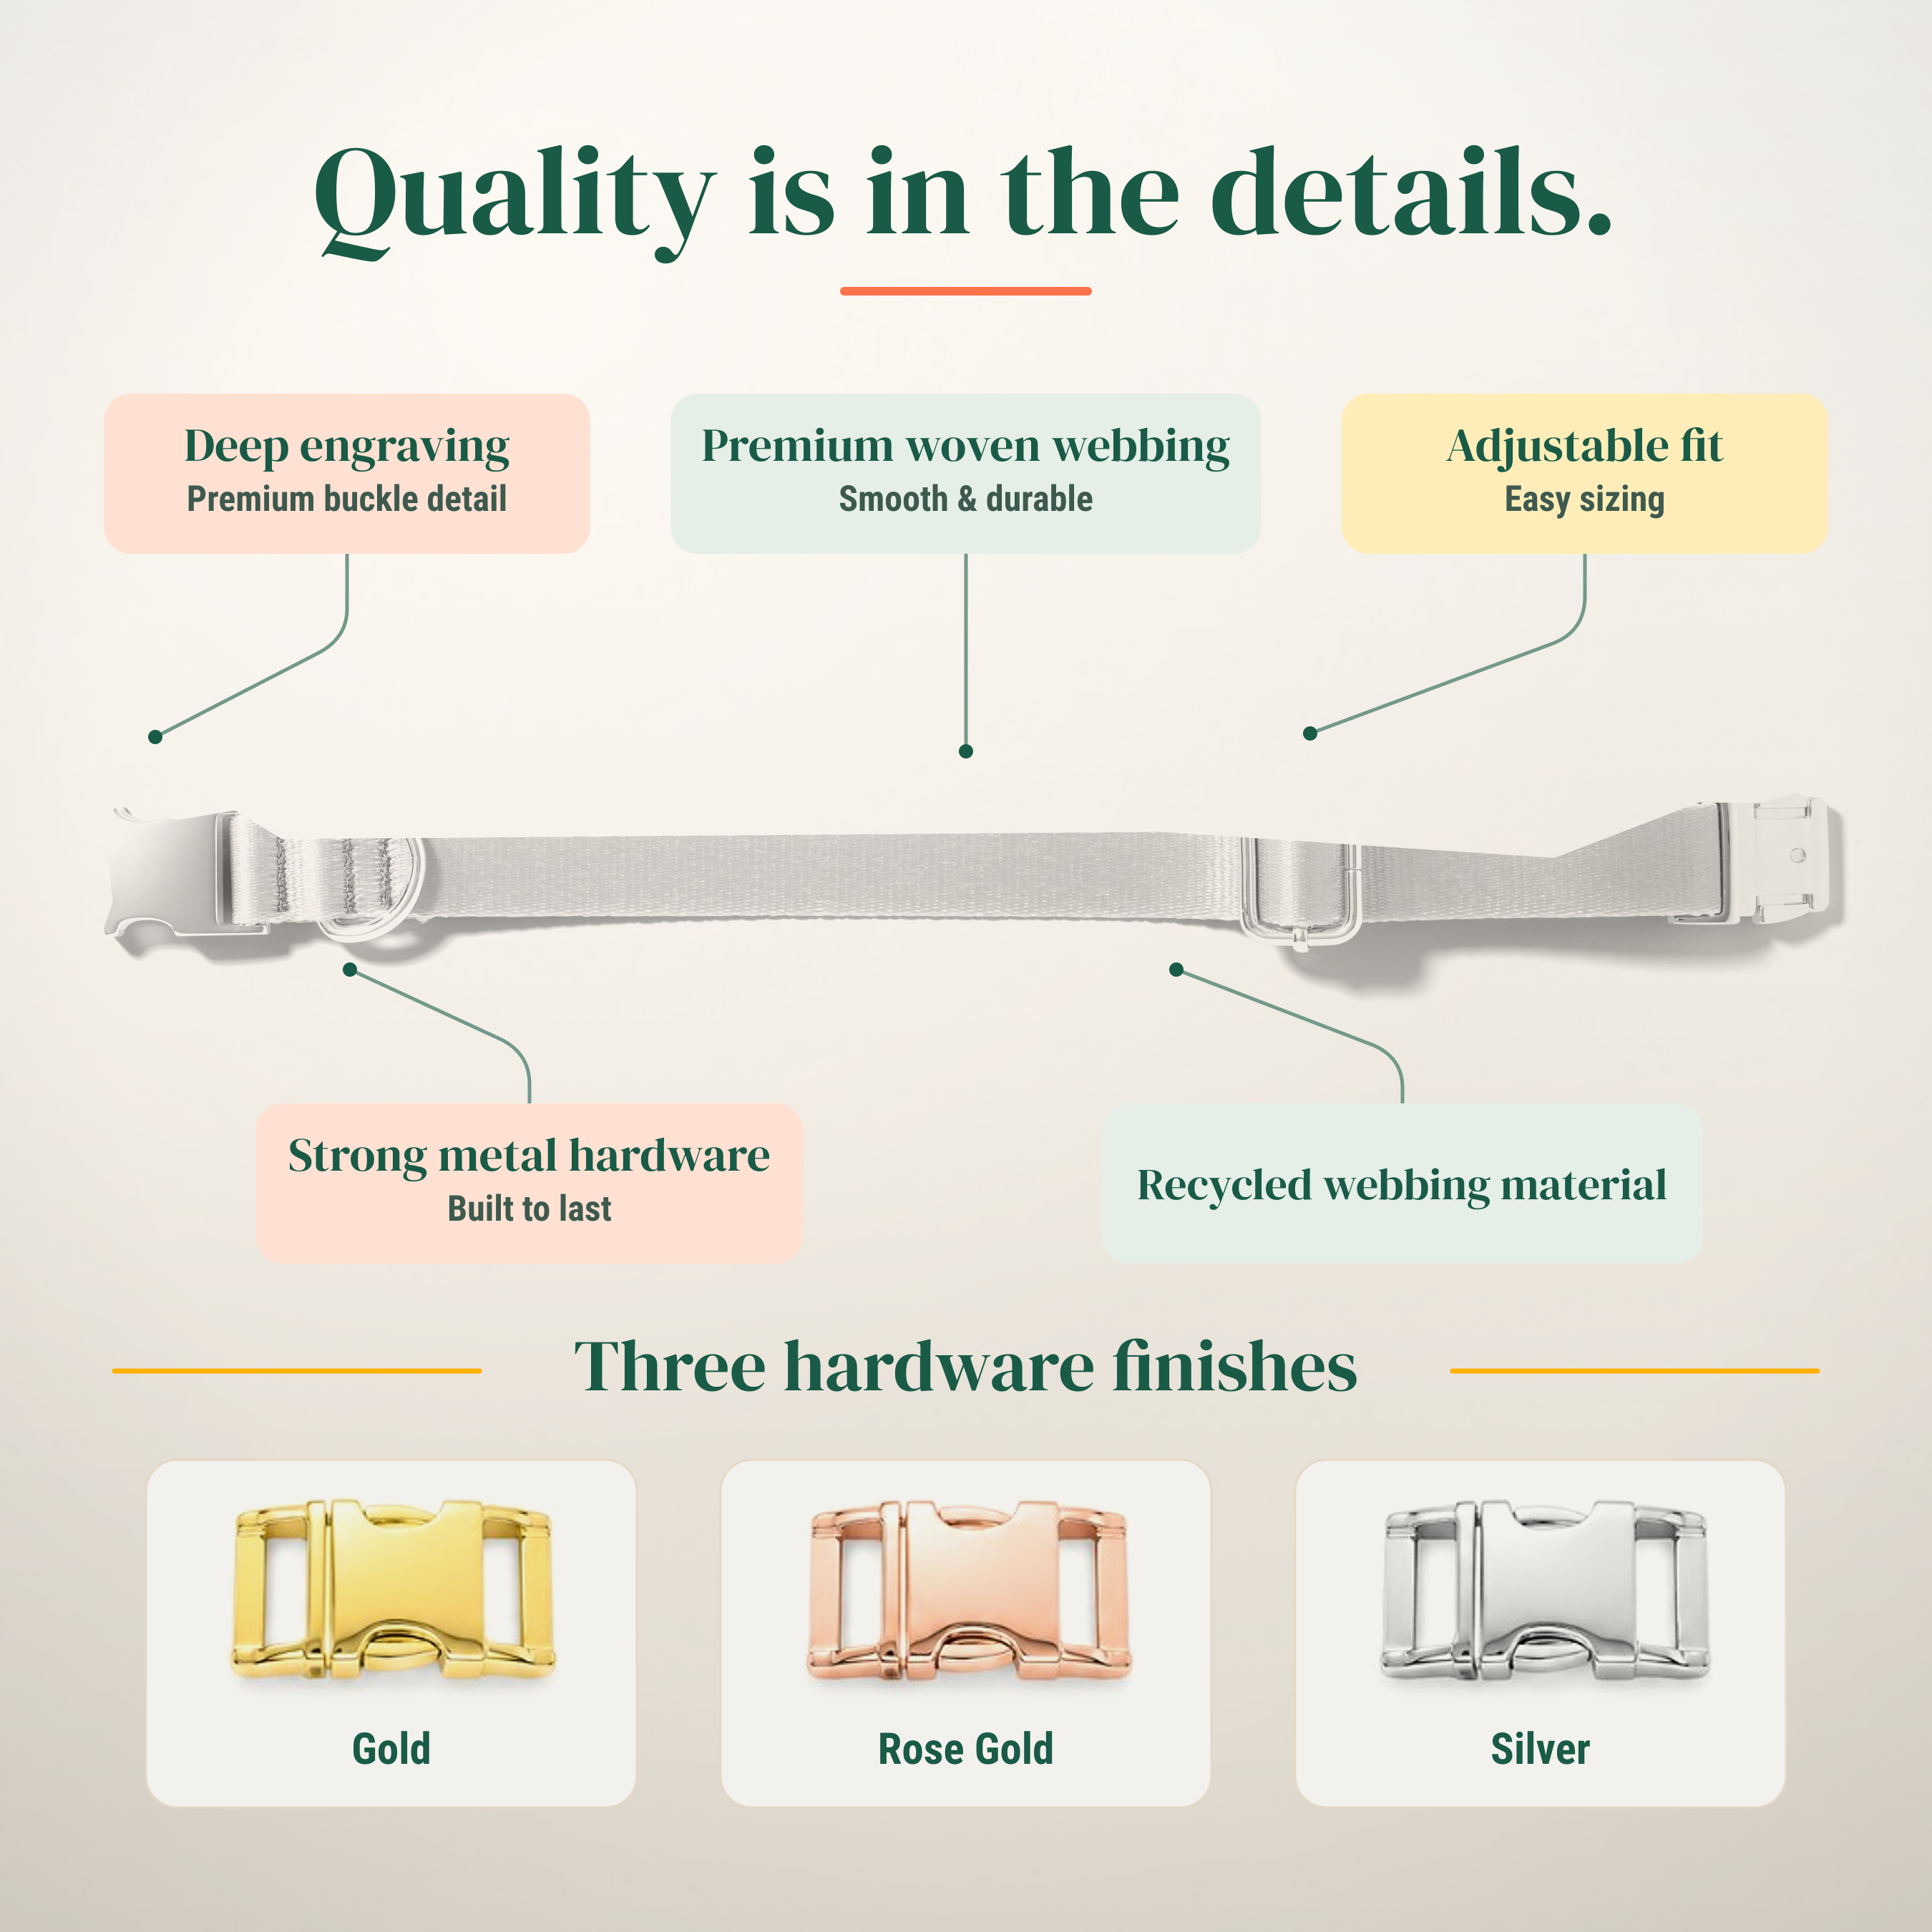 Quality is in the details.
Deep engraving
Premium buckle detail
Premium woven webbing
Smooth & durable
Adjustable fit
Easy sizing
Strong metal hardware
Built to last
Recycled webbing material
Three hardware finishes
Gold
Rose Gold
Silver